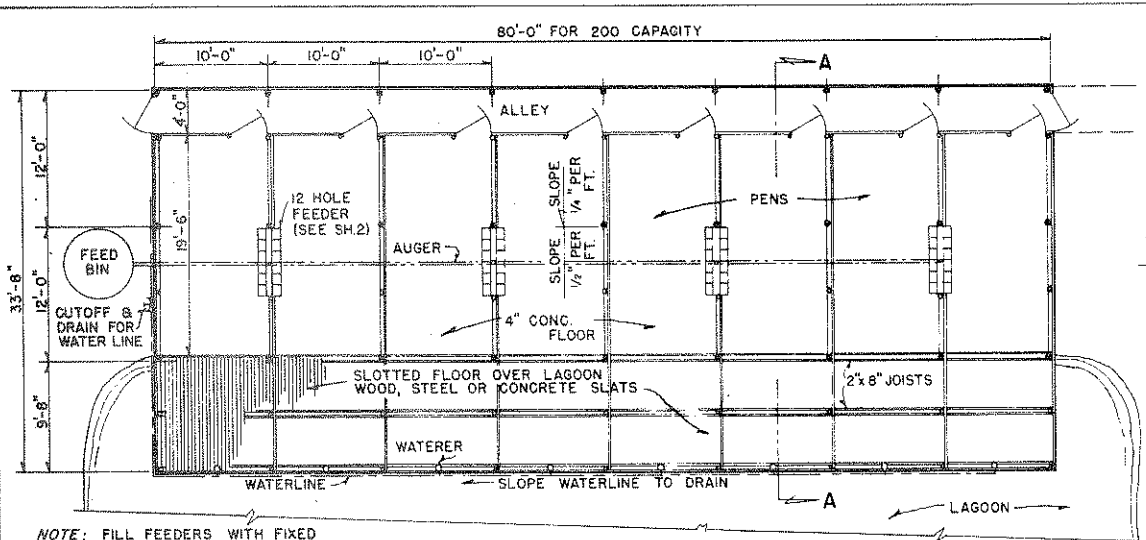 80'-0" FOR 200 CAPACITY
10'-0" 10'-0" 10'-0"
A
4'-0"
ALLEY
12'-0"
12 HOLE
FEEDER
(SEE SH.2)
SLOPE
1/4" PER
FT.
PENS
19'-6"
33'-8"
FEED
BIN
AUGER
SLOPE
1/2" PER
FT.
12'-0"
CUTOFF &
DRAIN FOR
WATER LINE
4" CONC.
FLOOR
SLOTTED FLOOR OVER LAGOON
WOOD, STEEL OR CONCRETE SLATS
2"x 8" JOISTS
9'-8"
WATERER
WATERLINE
SLOPE WATERLINE TO DRAIN
A
LAGOON
NOTE: FILL FEEDERS WITH FIXED